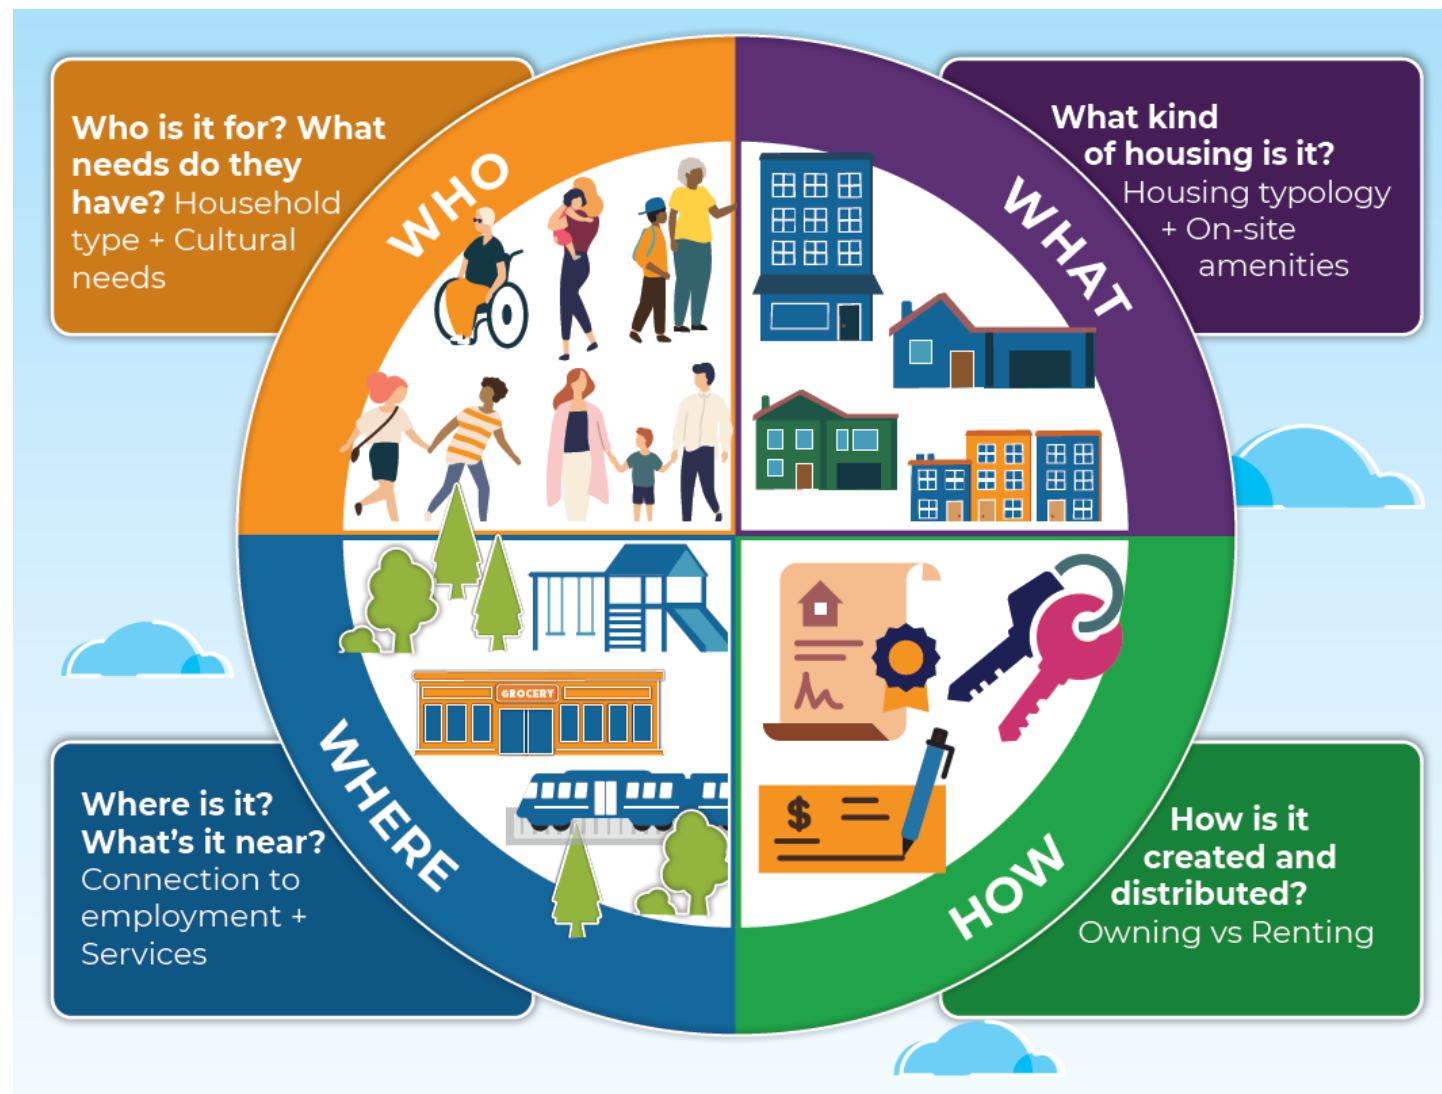 Who is it for? What
needs do they
have? Household
type + Cultural
needs
WHO
What kind
of housing is it?
Housing typology
+ On-site
amenities
WHAT
GROCERY
WHERE
Where is it?
What's it near?
Connection to
employment +
Services
$
HOW
How is it
created and
distributed?
Owning vs Renting